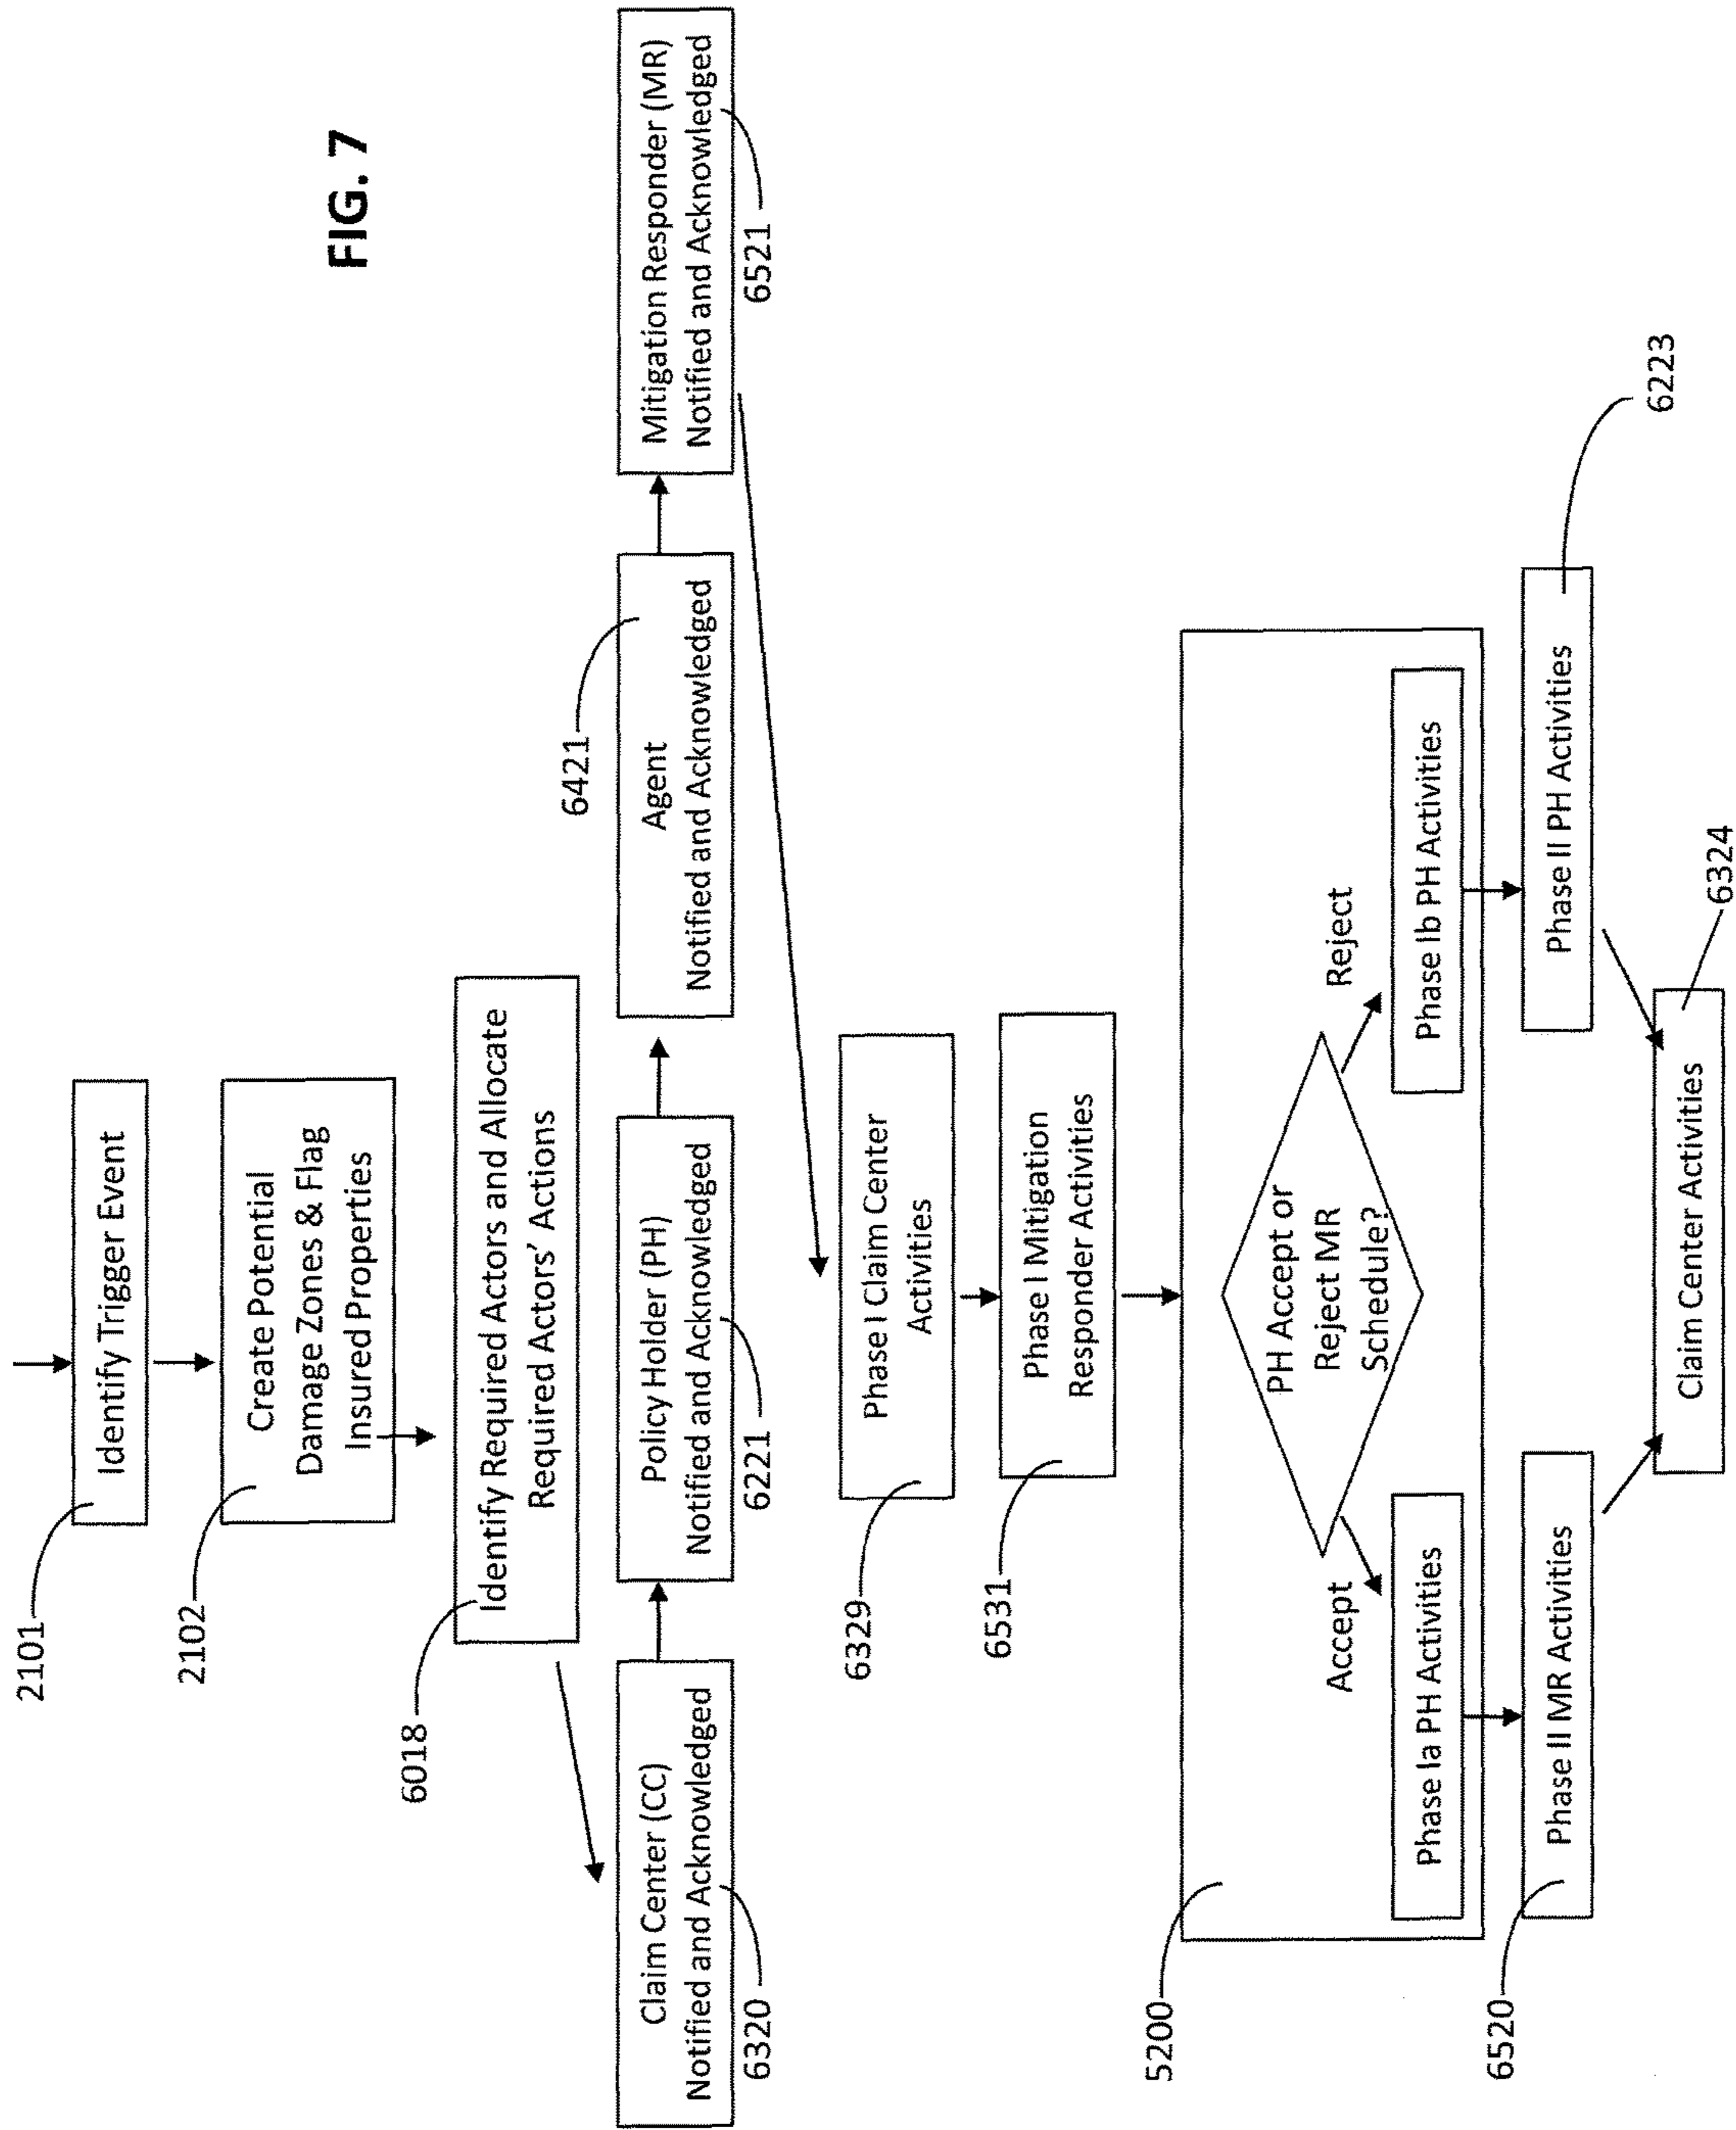 FIG. 7
2101
Identify Trigger Event
2102
Create Potential
Damage Zones & Flag
Insured Properties
6018
Identify Required Actors and Allocate
Required Actors' Actions
Claim Center (CC)
Notified and Acknowledged
6320
Policy Holder (PH)
Notified and Acknowledged
6221
6421
Agent
Notified and Acknowledged
Mitigation Responder (MR)
Notified and Acknowledged
6521
Phase I Claim Center
Activities
6329
Phase I Mitigation
Responder Activities
6531
5200
PH Accept or
Reject MR
Schedule?
Accept
Reject
Phase Ia PH Activities
Phase Ib PH Activities
6520
Phase II MR Activities
Phase II PH Activities
6223
Claim Center Activities
6324